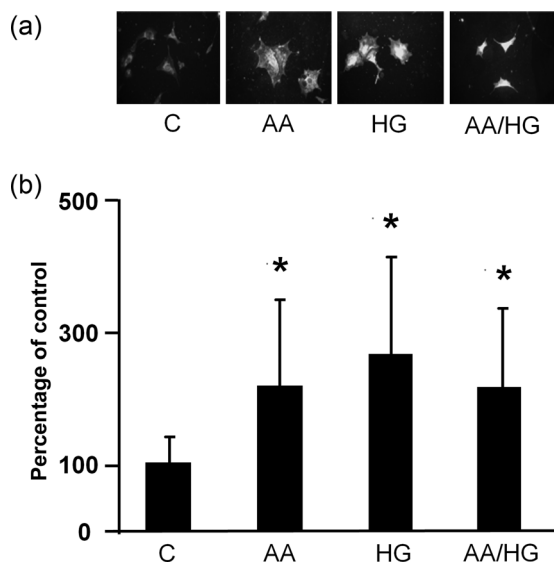 (a)
C AA HG AA/HG
(b)
Percentage of control
500
300
100
0
* * *
C AA HG AA/HG